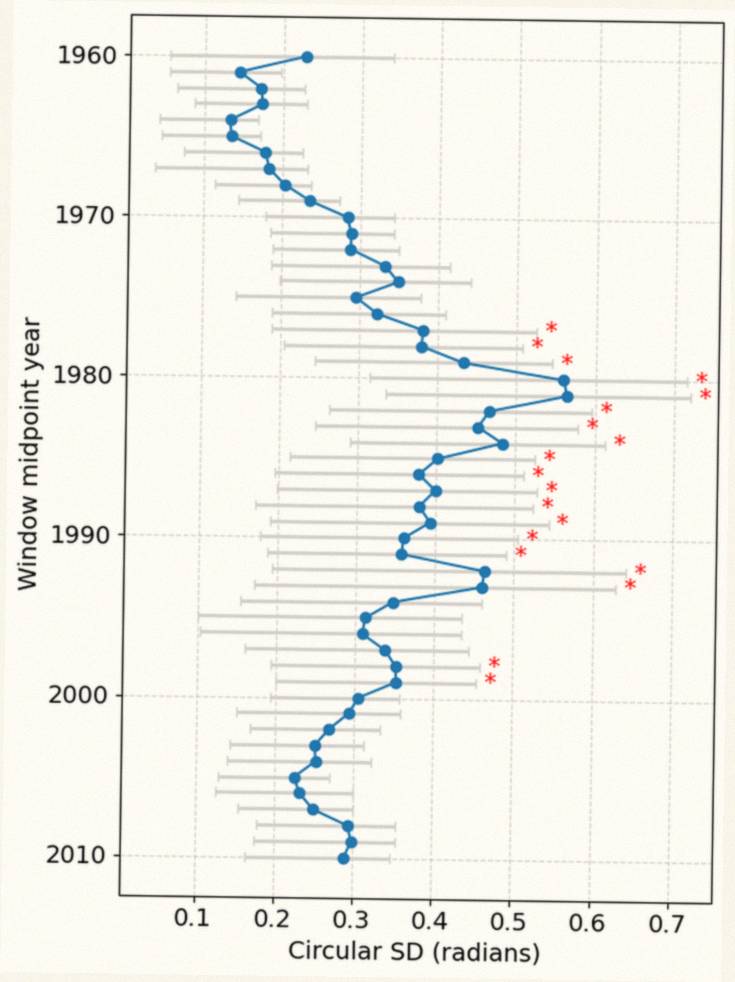 Window midpoint year
1960
1970
1980
1990
2000
2010
* * * * * * * * * * * * * * * * * * * *
0.1 0.2 0.3 0.4 0.5 0.6 0.7
Circular SD (radians)